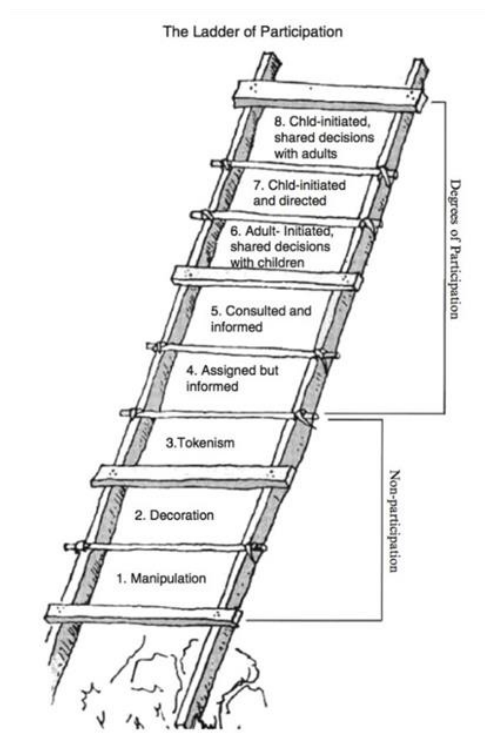 The Ladder of Participation
8. Chld-initiated,
shared decisions
with adults
7. Chld-initiated
and directed
6. Adult- Initiated,
shared decisions
with children
5. Consulted and
informed
4. Assigned but
informed
3.Tokenism
2. Decoration
1. Manipulation
Degrees of Participation
Non-participation